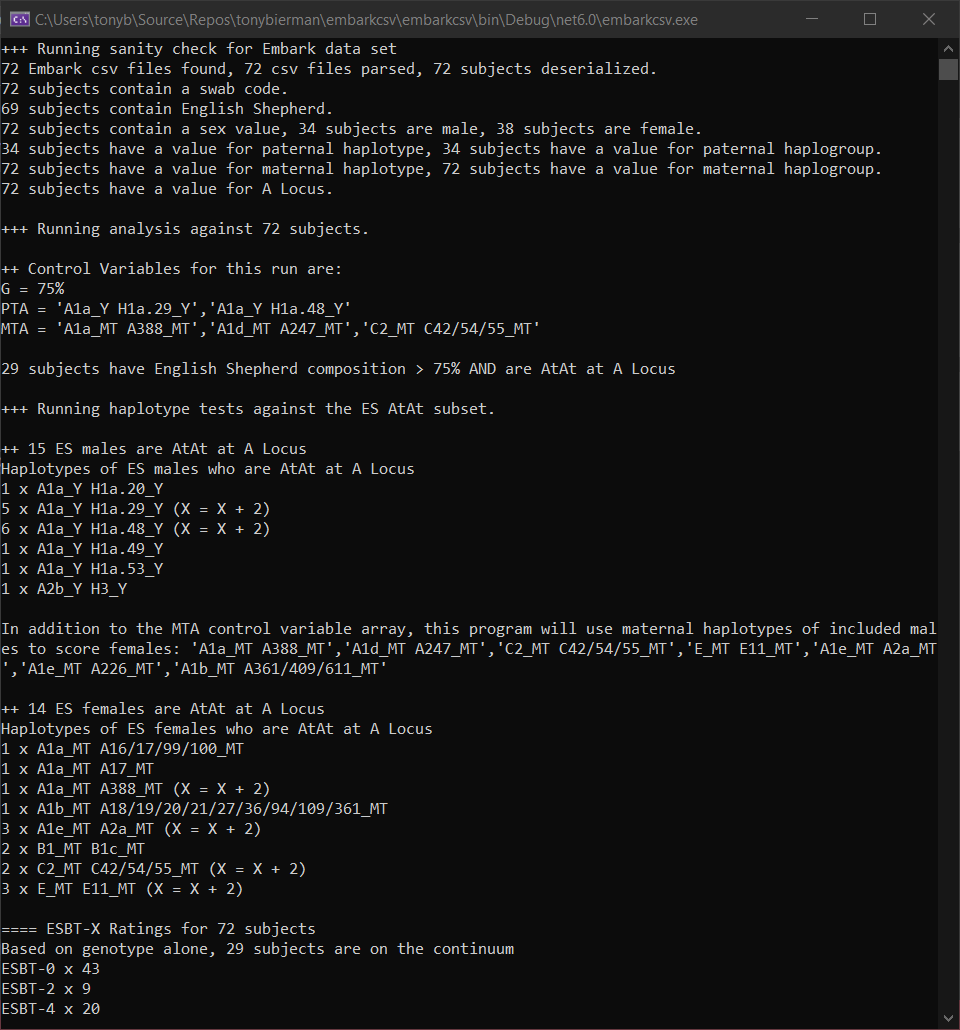 C:\Users\tonyb\Source\Repos\tonybierman\embarkcsv\embarkcsv\bin\Debug\net6.0\embarkcsv.exe
+++ Running sanity check for Embark data set
72 Embark csv files found, 72 csv files parsed, 72 subjects deserialized.
72 subjects contain a swab code.
69 subjects contain English Shepherd.
72 subjects contain a sex value, 34 subjects are male, 38 subjects are female.
34 subjects have a value for paternal haplotype, 34 subjects have a value for paternal haplogroup.
72 subjects have a value for maternal haplotype, 72 subjects have a value for maternal haplogroup.
72 subjects have a value for A Locus.
+++ Running analysis against 72 subjects.
++ Control Variables for this run are:
G = 75%
PTA = 'A1a_Y H1a.29_Y','A1a_Y H1a.48_Y'
MTA = 'A1a_MT A388_MT','A1d_MT A247_MT','C2_MT C42/54/55_MT'
29 subjects have English Shepherd composition > 75% AND are AtAt at A Locus
+++ Running haplotype tests against the ES AtAt subset.
++ 15 ES males are AtAt at A Locus
Haplotypes of ES males who are AtAt at A Locus
1 x A1a_Y H1a.20_Y
5 x A1a_Y H1a.29_Y (X = X + 2)
6 x A1a_Y H1a.48_Y (X = X + 2)
1 x A1a_Y H1a.49_Y
1 x A1a_Y H1a.53_Y
1 x A2b_Y H3_Y
In addition to the MTA control variable array, this program will use maternal haplotypes of included mal
es to score females: 'A1a_MT A388_MT','A1d_MT A247_MT','C2_MT C42/54/55_MT','E_MT E11_MT','A1e_MT A2a_MT
','A1e_MT A226_MT','A1b_MT A361/409/611_MT'
++ 14 ES females are AtAt at A Locus
Haplotypes of ES females who are AtAt at A Locus
1 x A1a_MT A16/17/99/100_MT
1 x A1a_MT A17_MT
1 x A1a_MT A388_MT (X = X + 2)
1 x A1b_MT A18/19/20/21/27/36/94/109/361_MT
3 x A1e_MT A2a_MT (X = X + 2)
2 x B1_MT B1c_MT
2 x C2_MT C42/54/55_MT (X = X + 2)
3 x E_MT E11_MT (X = X + 2)
==== ESBT-X Ratings for 72 subjects
Based on genotype alone, 29 subjects are on the continuum
ESBT-0 x 43
ESBT-2 x 9
ESBT-4 x 20